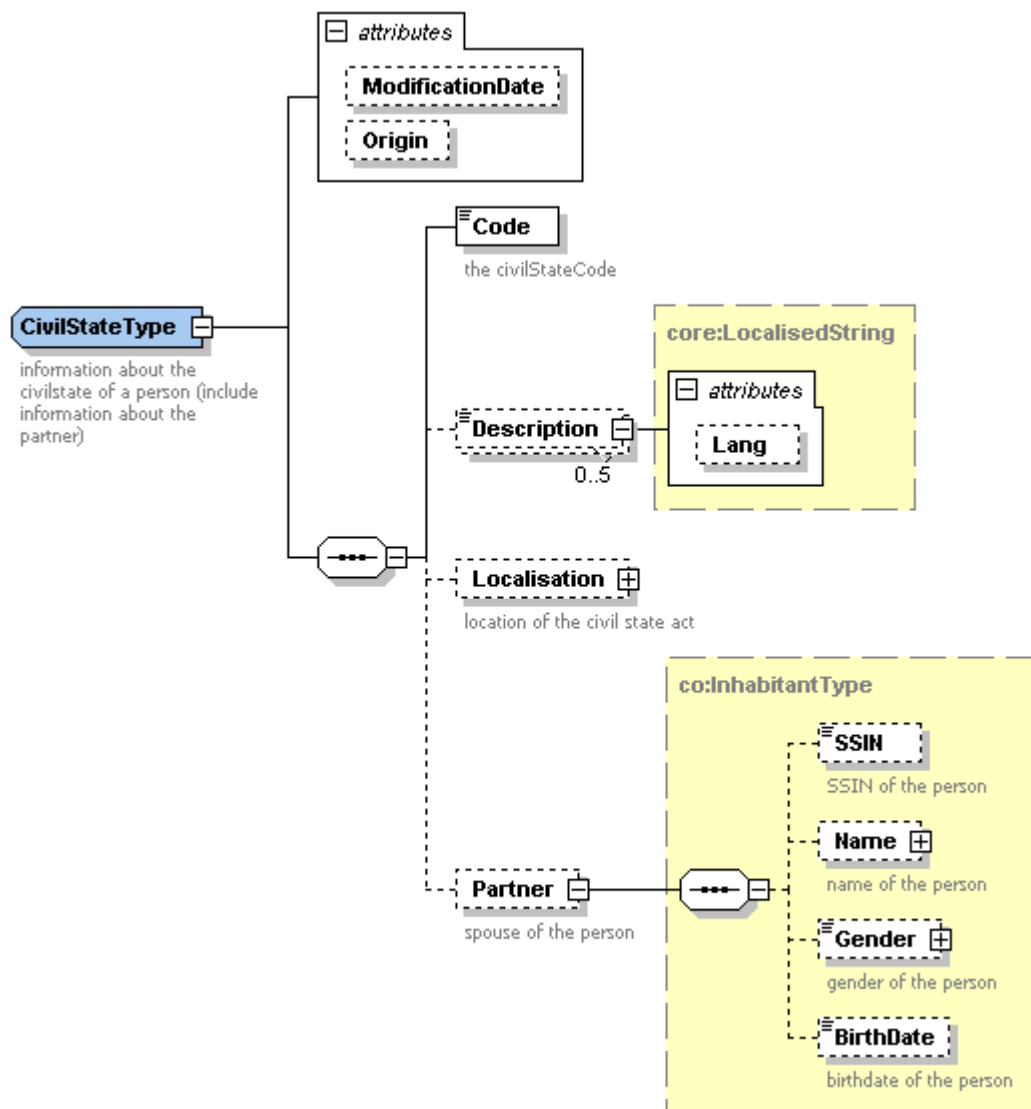 attributes
ModificationDate
Origin
Code
the civilStateCode
CivilStateType
information about the
civilstate of a person (include
information about the
partner)
core:LocalisedString
attributes
Description
Lang
0..5
Localisation
location of the civil state act
co:InhabitantType
SSIN
SSIN of the person
Name
name of the person
Partner
spouse of the person
Gender
gender of the person
BirthDate
birthdate of the person